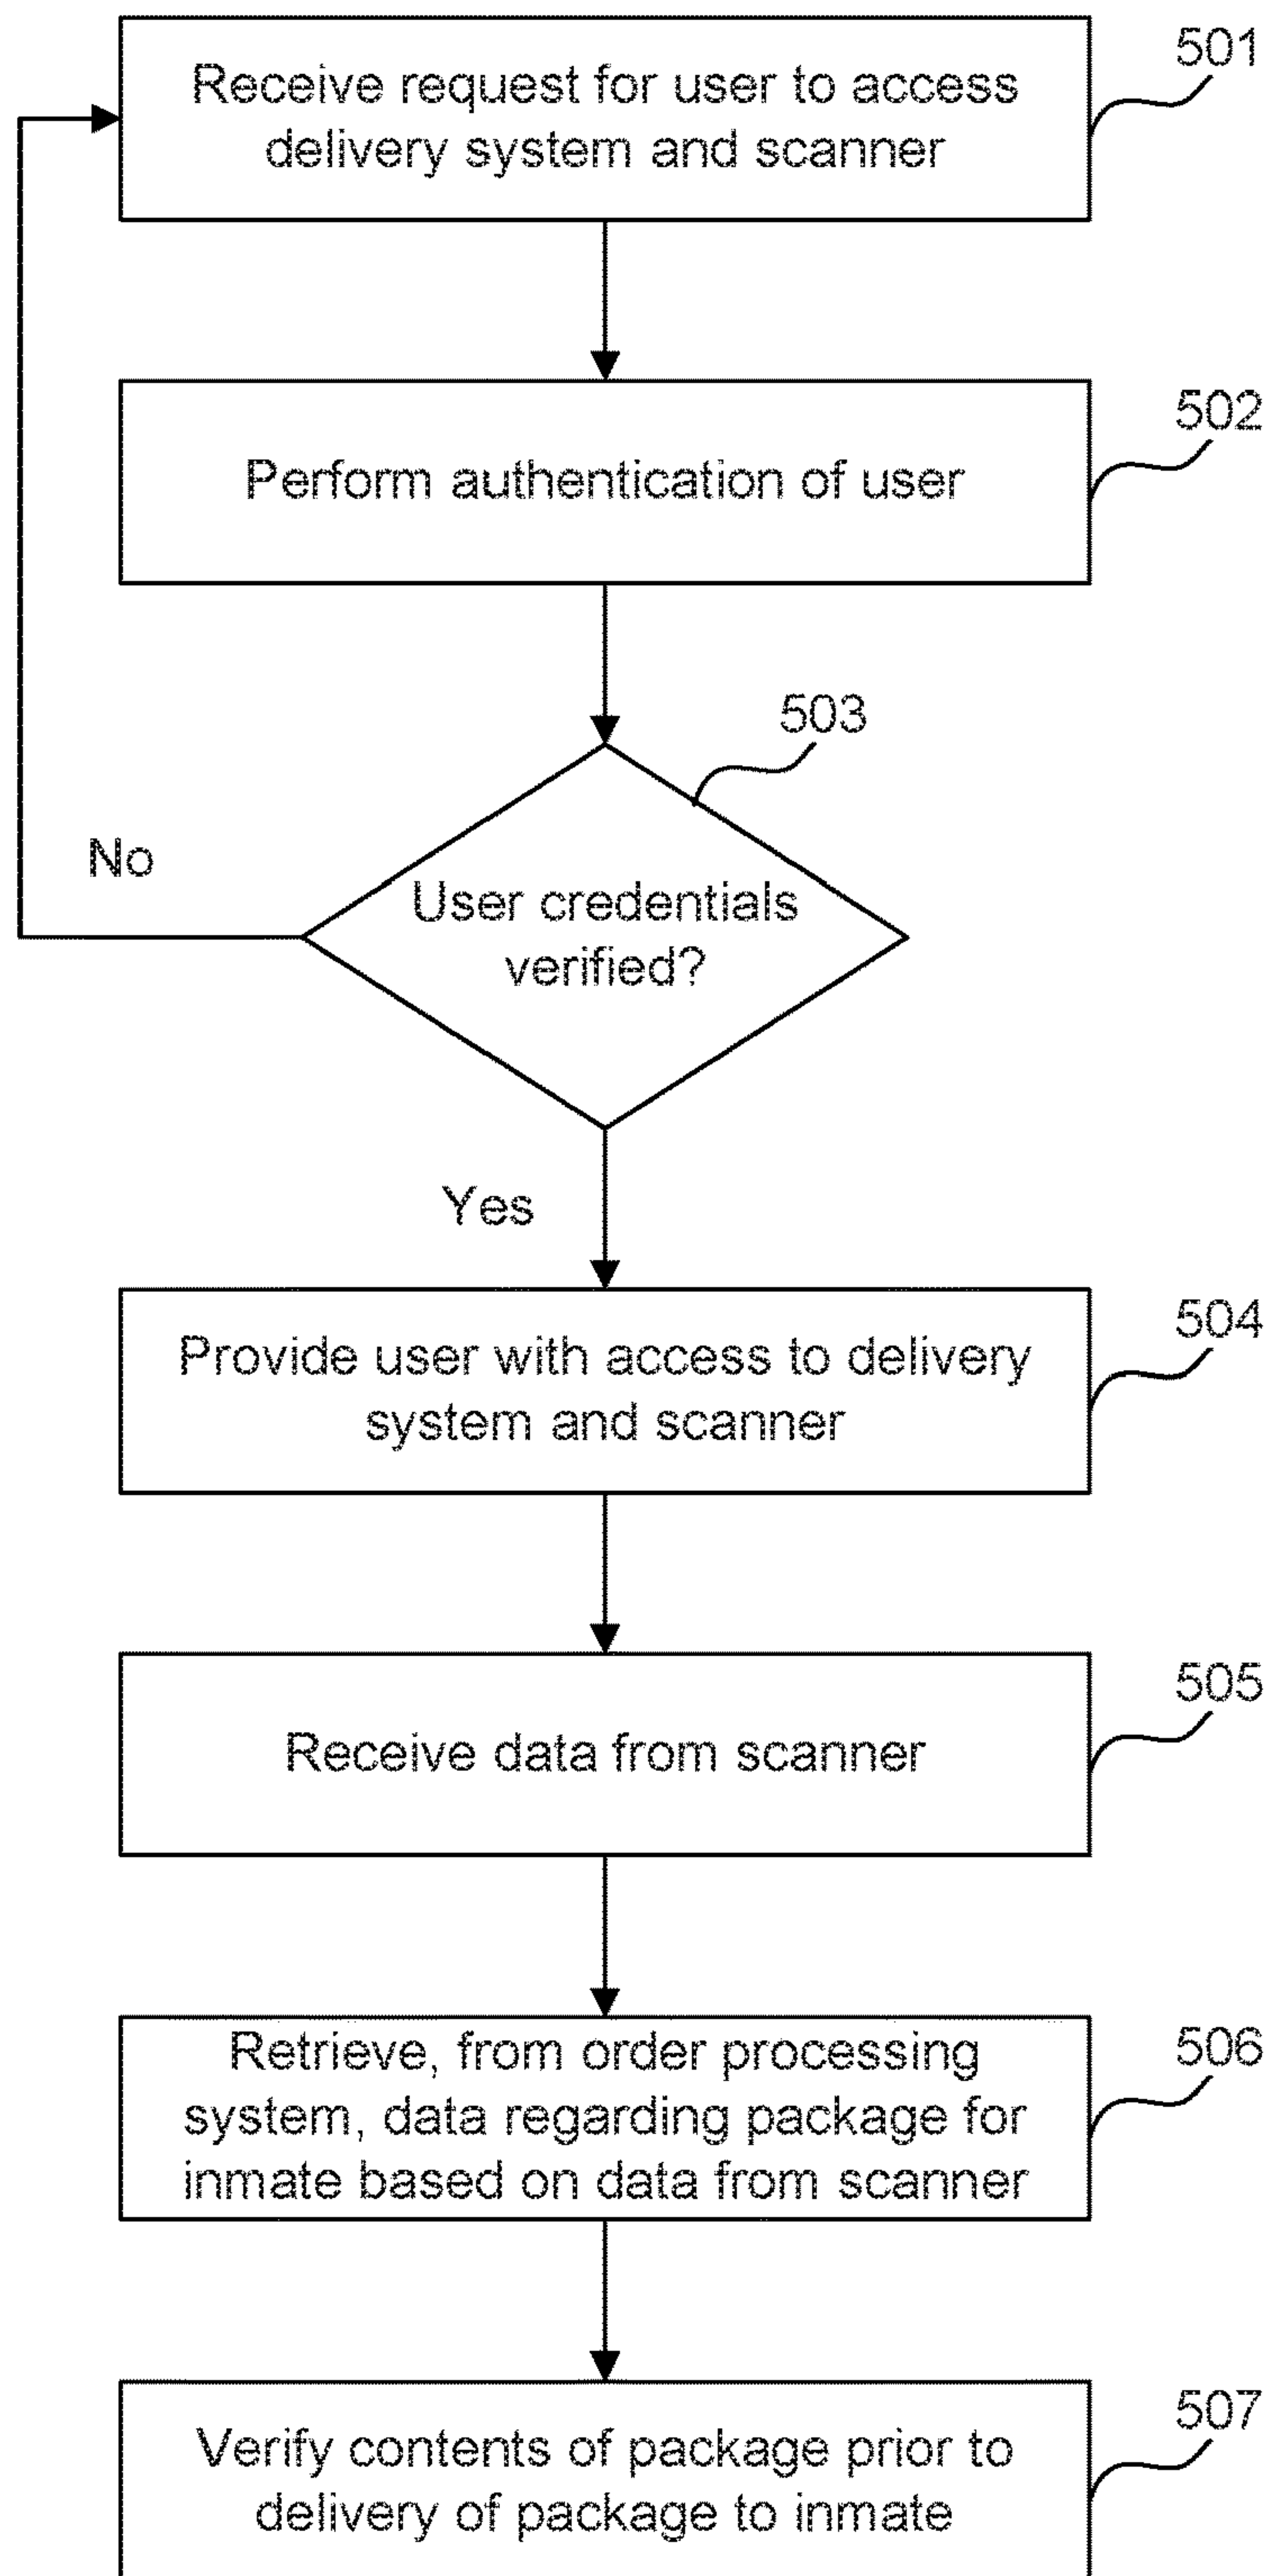 501
Receive request for user to access
delivery system and scanner
502
Perform authentication of user
503
No
User credentials
verified?
Yes
504
Provide user with access to delivery
system and scanner
505
Receive data from scanner
506
Retrieve, from order processing
system, data regarding package for
inmate based on data from scanner
507
Verify contents of package prior to
delivery of package to inmate